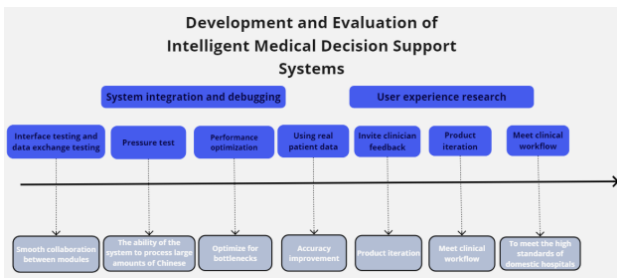 Development and Evaluation of
Intelligent Medical Decision Support
Systems
System integration and debugging
User experience research
Interface testing and
data exchange testing
Pressure test
Performance
optimization
Using real
patient data
Invite clinician
feedback
Product
iteration
Meet clinical
workflow
Smooth collaboration
between modules
The ability of the
system to process large
amounts of Chinese
Optimize for
bottlenecks
Accuracy
improvement
Product iteration
Meet clinical
workflow
To meet the high
standards of
domestic hospitals